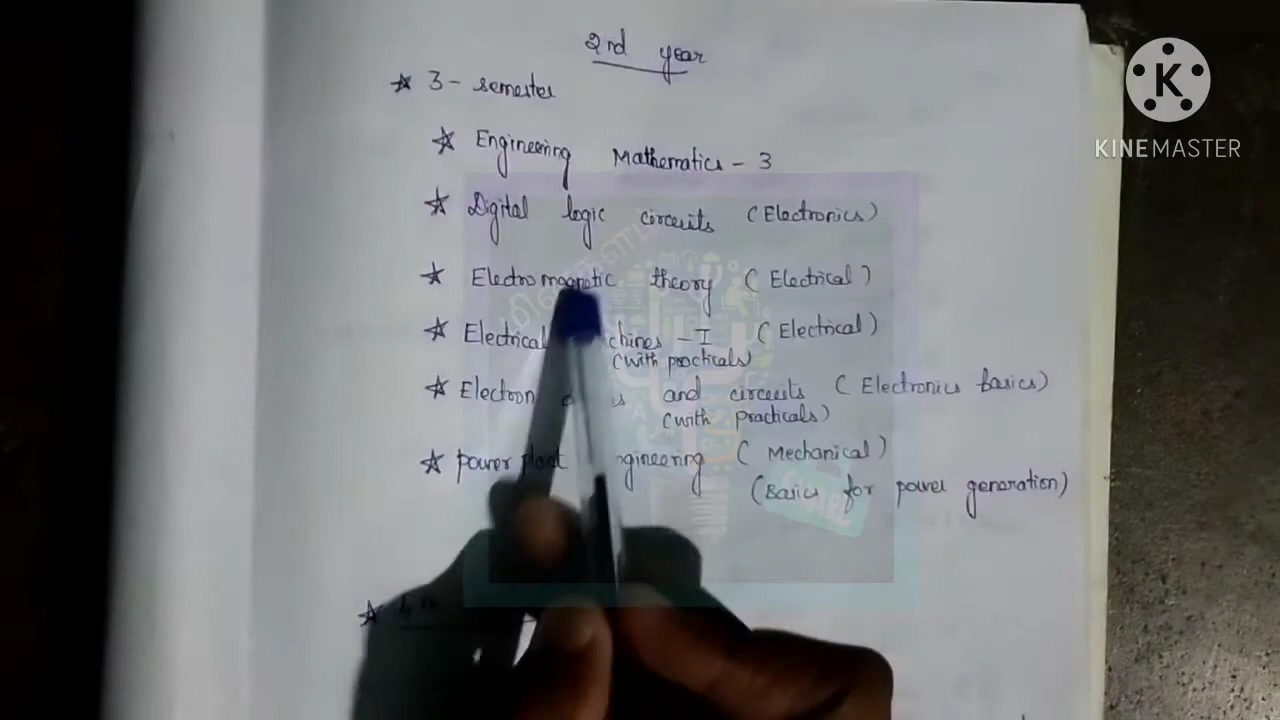 2nd year
★ 3 - semester
★ Engineering Mathematics - 3
★ Digital logic circuits (Electronics)
★ Electromagnetic theory (Electrical)
★ Electrical chines - I (Electrical)
(with practicals)
★ Electron and circuits (Electronics basics)
(with practicals)
★ Power plant ngineering (Mechanical)
(Basics for power generation)
K
KINEMASTER